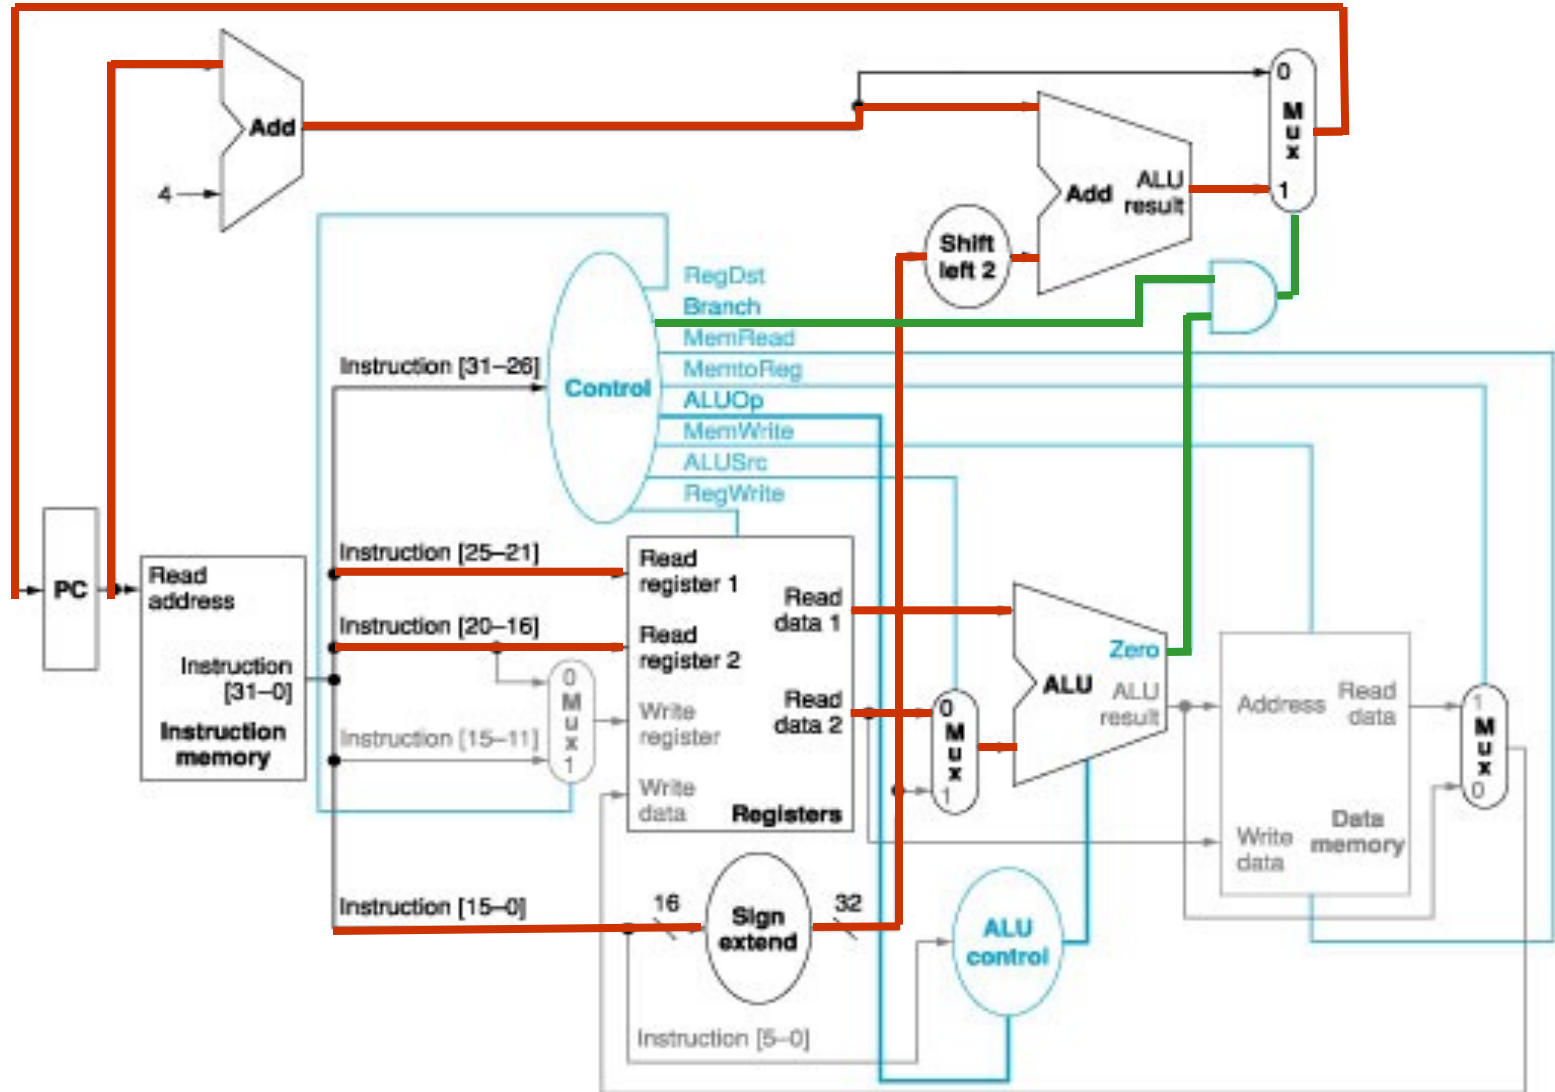 0
M
u
x
1
Add
4
Add
ALU
result
Shift
left 2
RegDst
Branch
MemRead
MemtoReg
ALUOp
MemWrite
ALUSrc
RegWrite
Control
Instruction [31–26]
Instruction [25–21]
Instruction [20–16]
Instruction [15–11]
Instruction [15–0]
Instruction [5–0]
PC
Read
address
Instruction
[31–0]
Instruction
memory
0
M
u
x
1
Read
register 1
Read
register 2
Write
register
Write
data
Read
data 1
Read
data 2
Registers
0
M
u
x
1
Zero
ALU
ALU
result
Address
Read
data
Write
data
Data
memory
1
M
u
x
0
16
Sign
extend
32
ALU
control